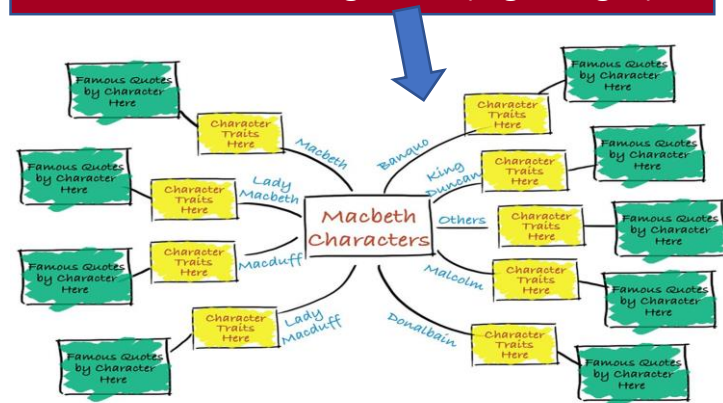 Famous Quotes
by Character
Here
Character
Traits
Here
Macbeth
Famous Quotes
by Character
Here
Character
Traits
Here
Lady
Macbeth
Famous Quotes
by Character
Here
Character
Traits
Here
Macduff
Famous Quotes
by Character
Here
Character
Traits
Here
Lady
Macduff
Macbeth
Characters
Banquo
Character
Traits
Here
Famous Quotes
by Character
Here
King
Duncan
Character
Traits
Here
Famous Quotes
by Character
Here
Others
Character
Traits
Here
Famous Quotes
by Character
Here
Malcolm
Character
Traits
Here
Famous Quotes
by Character
Here
Donalbain
Character
Traits
Here
Famous Quotes
by Character
Here